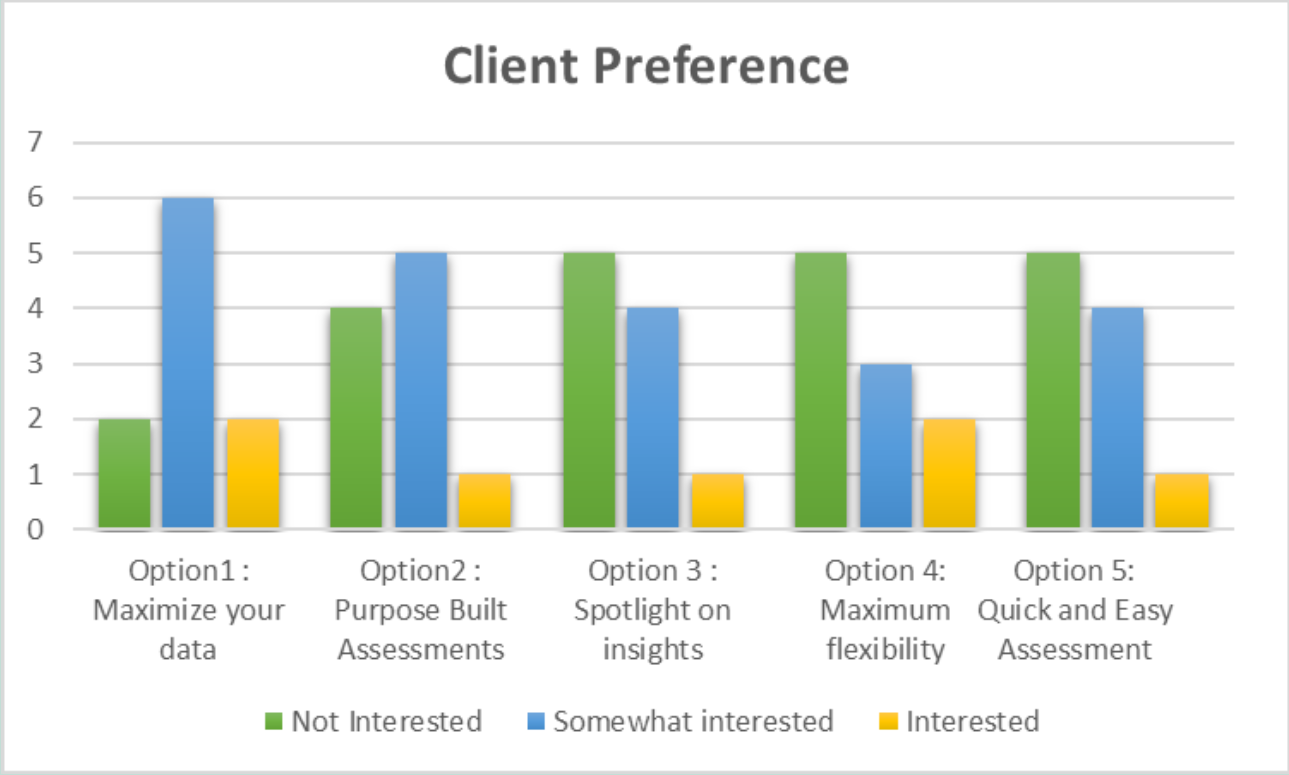 Client Preference
7
6
5
4
3
2
1
0
Option1 :
Maximize your
data
Option2 :
Purpose Built
Assessments
Option 3 :
Spotlight on
insights
Option 4:
Maximum
flexibility
Option 5:
Quick and Easy
Assessment
Not Interested
Somewhat interested
Interested